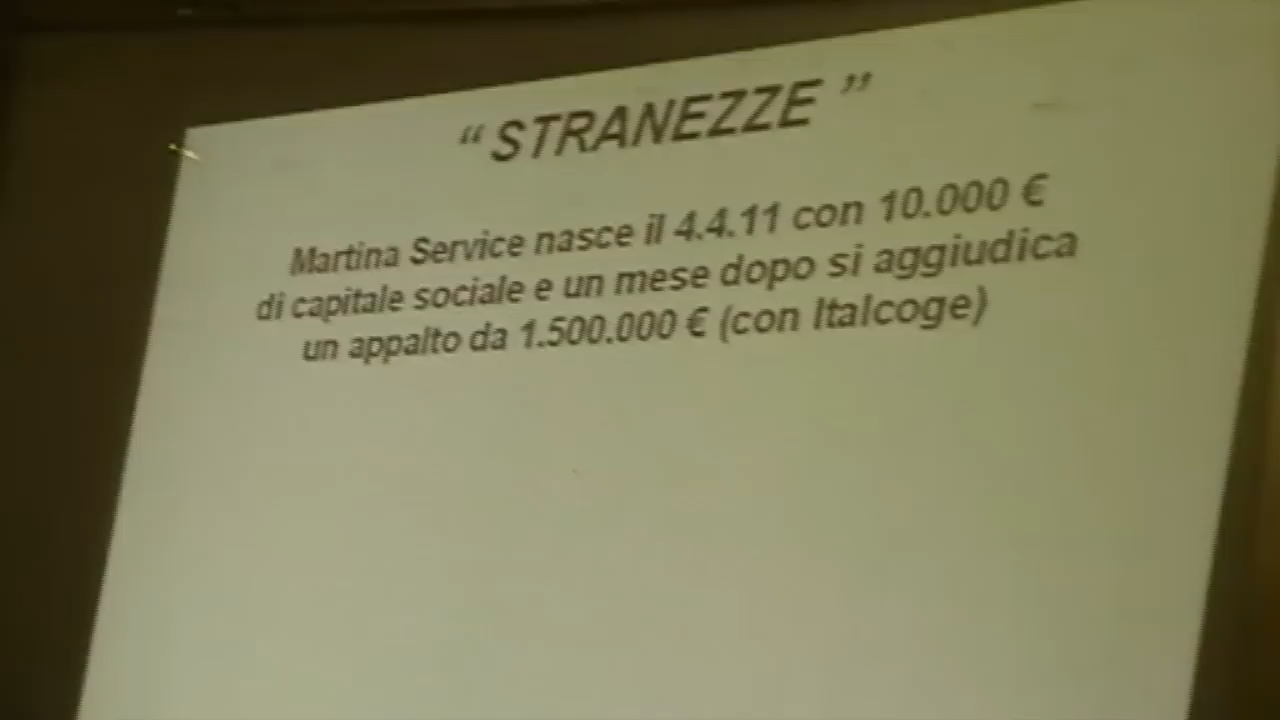 “ STRANEZZE ”
Martina Service nasce il 4.4.11 con 10.000 €
di capitale sociale e un mese dopo si aggiudica
un appalto da 1.500.000 € (con Italcoge)